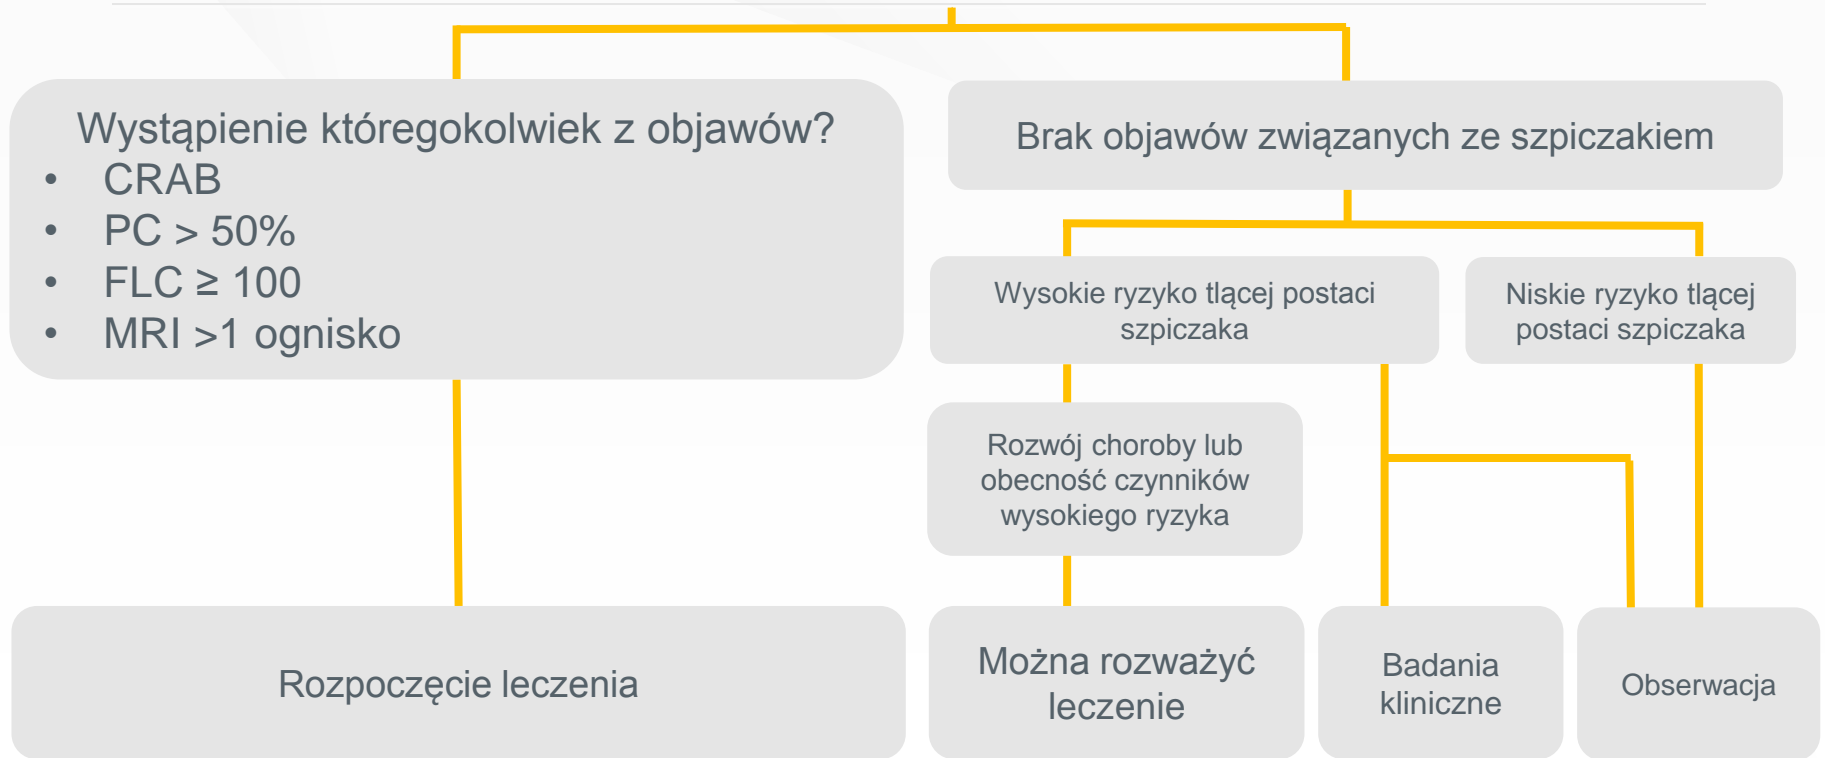 Wystąpienie któregokolwiek z objawów?
• CRAB
• PC > 50%
• FLC ≥ 100
• MRI >1 ognisko
Brak objawów związanych ze szpiczakiem
Wysokie ryzyko tlącej postaci
szpiczaka
Niskie ryzyko tlącej
postaci szpiczaka
Rozwój choroby lub
obecność czynników
wysokiego ryzyka
Rozpoczęcie leczenia
Można rozważyć
leczenie
Badania
kliniczne
Obserwacja